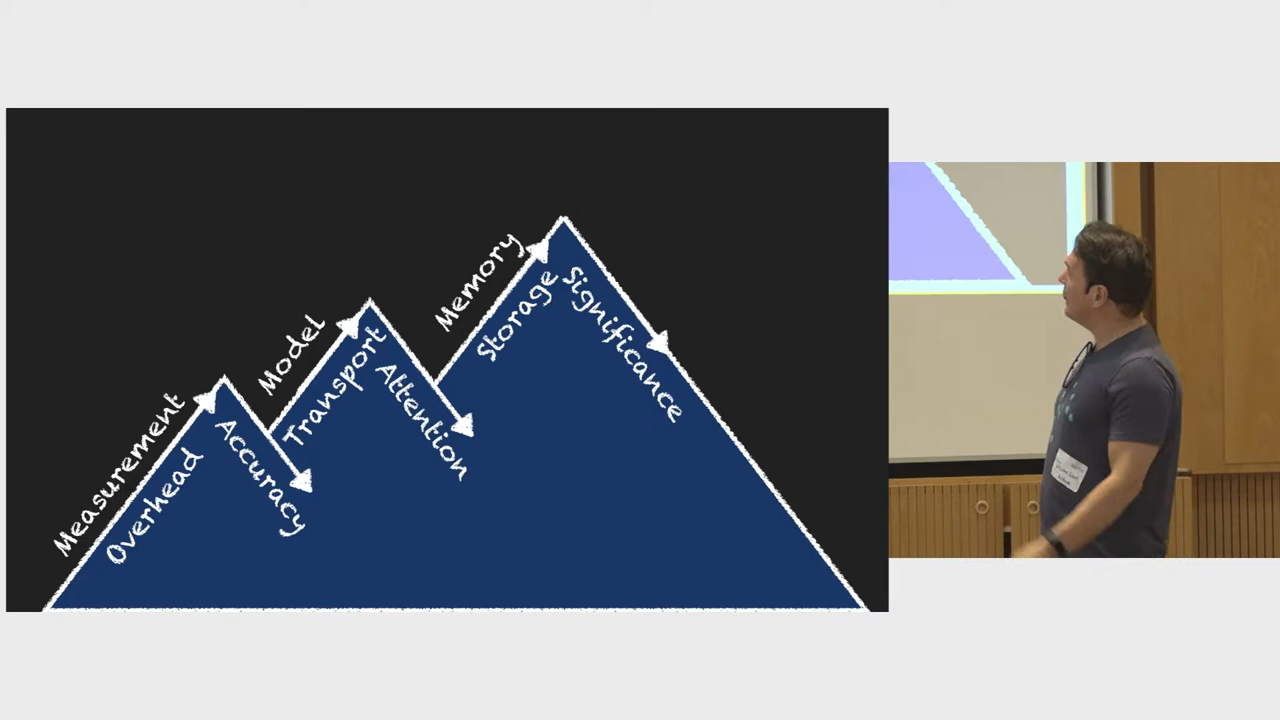 Measurement
Overhead
Accuracy
Model
Transport
Attention
Memory
Storage
Significance